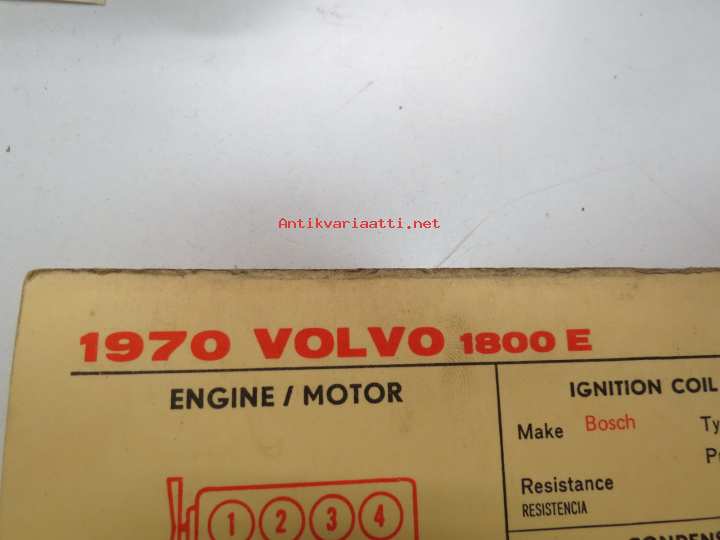 Antikvariaatti.net
1970 VOLVO 1800 E
ENGINE / MOTOR
IGNITION COIL
Make Bosch
Resistance
RESISTENCIA
1 2 3 4